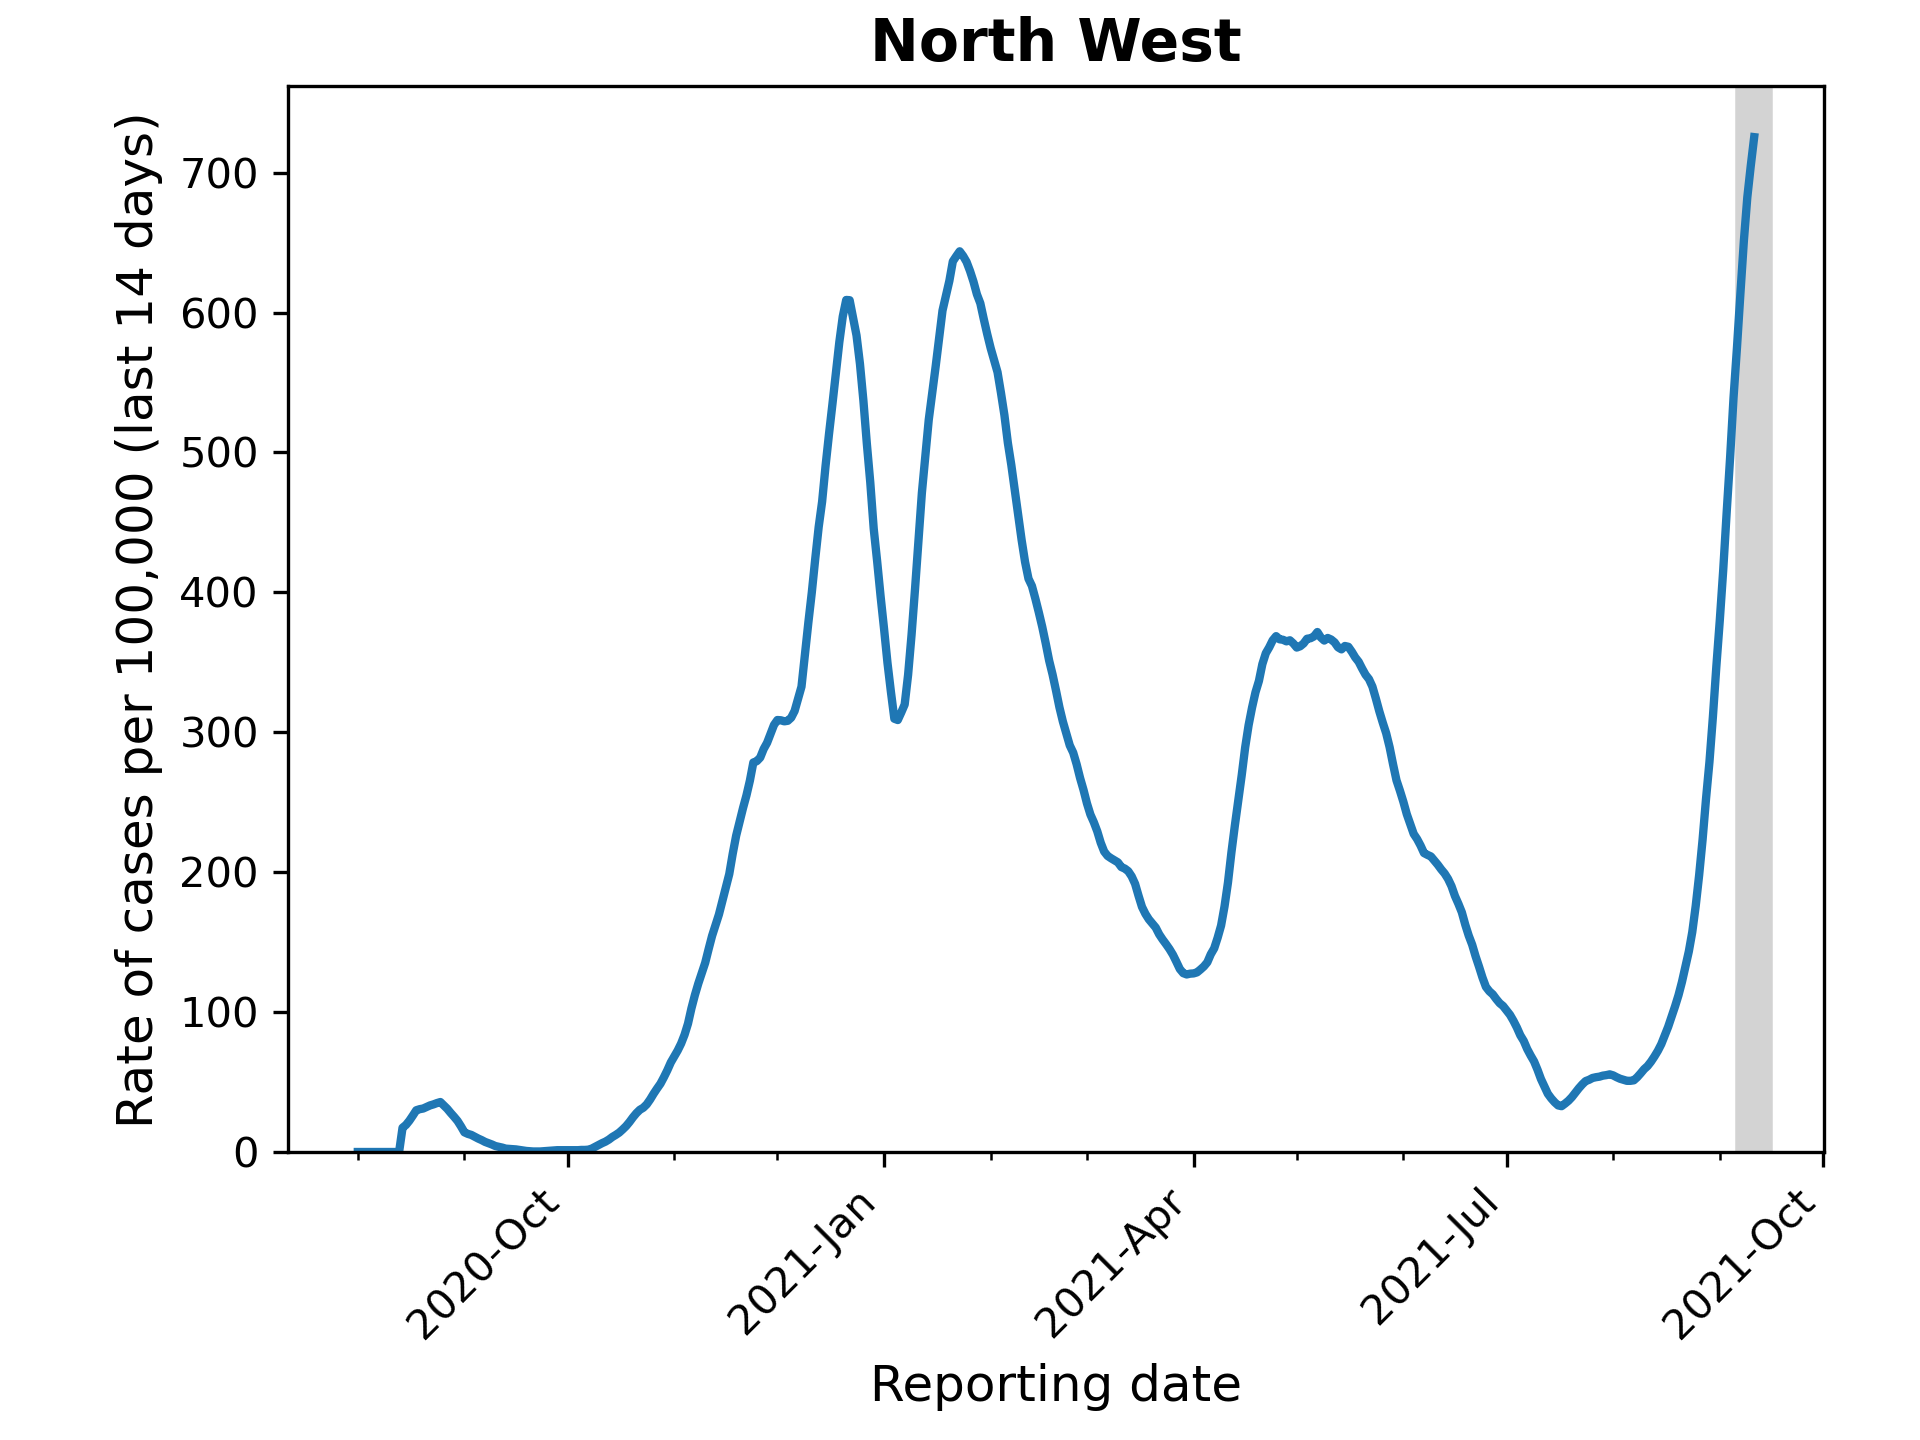 North West
Rate of cases per 100,000 (last 14 days)
700
600
500
400
300
200
100
0
2020-Oct
2021-Jan
2021-Apr
2021-Jul
2021-Oct
Reporting date